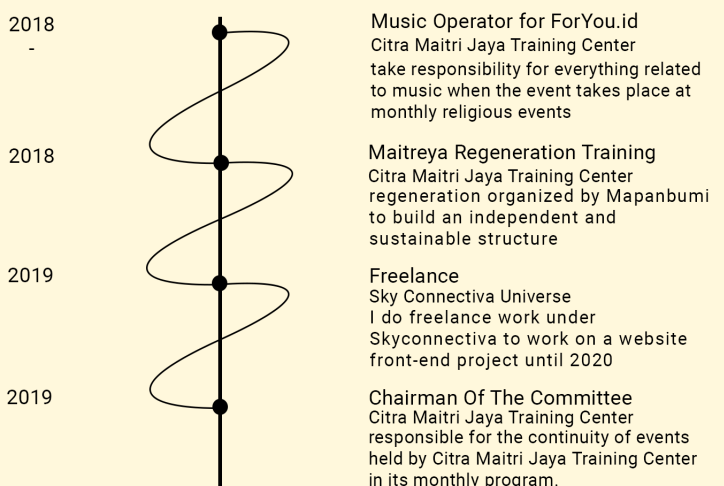 2018
-
Music Operator for ForYou.id
Citra Maitri Jaya Training Center
take responsibility for everything related
to music when the event takes place at
monthly religious events
2018
Maitreya Regeneration Training
Citra Maitri Jaya Training Center
regeneration organized by Mapanbumi
to build an independent and
sustainable structure
2019
Freelance
Sky Connectiva Universe
I do freelance work under
Skyconnectiva to work on a website
front-end project until 2020
2019
Chairman Of The Committee
Citra Maitri Jaya Training Center
responsible for the continuity of events
held by Citra Maitri Jaya Training Center
in its monthly program.